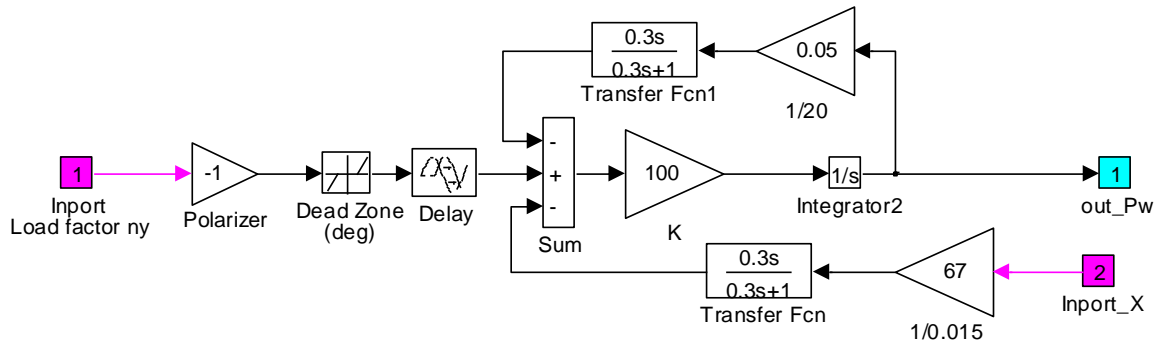 0.3s
0.3s+1
Transfer Fcn1
0.05
1/20
1
Inport
Load factor ny
-1
Polarizer
Dead Zone
(deg)
Delay
-
+
-
Sum
100
K
1/s
Integrator2
1
out_Pw
0.3s
0.3s+1
Transfer Fcn
67
1/0.015
2
Inport_X